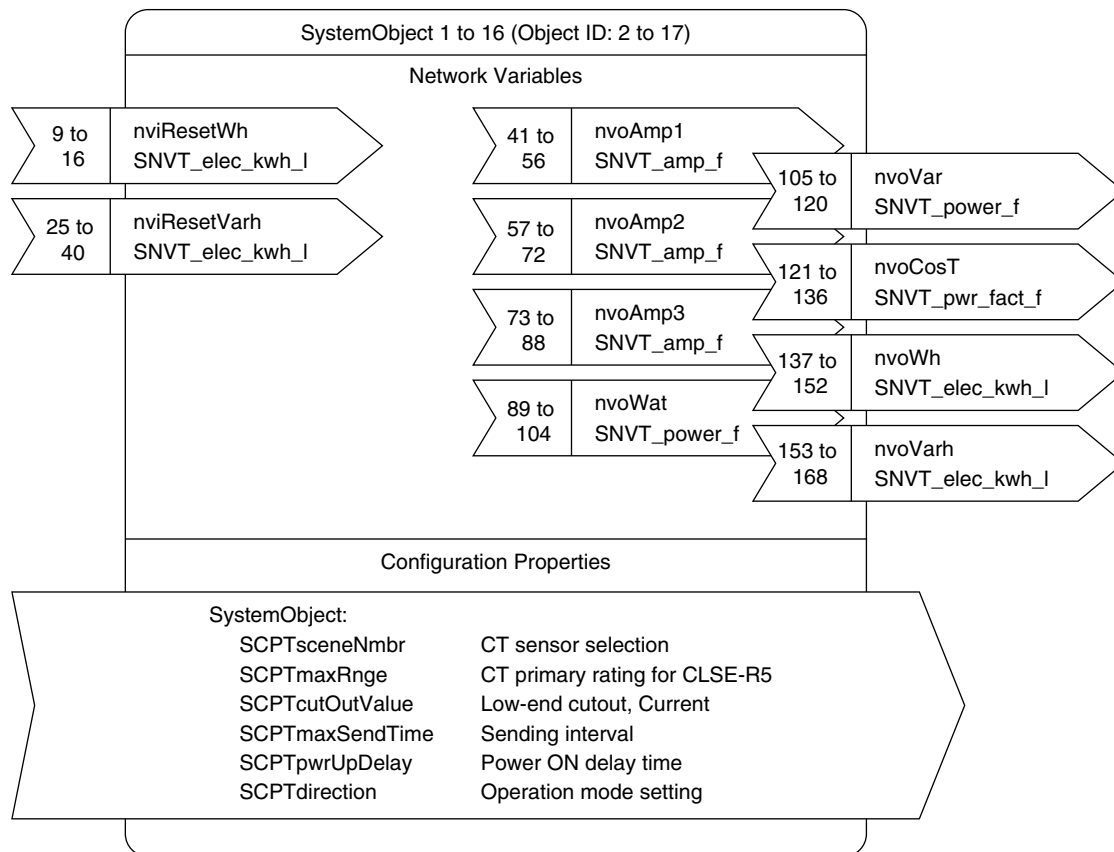 SystemObject 1 to 16 (Object ID: 2 to 17)
Network Variables
9 to
16
nviResetWh
SNVT_elec_kwh_l
25 to
40
nviResetVarh
SNVT_elec_kwh_l
41 to
56
nvoAmp1
SNVT_amp_f
57 to
72
nvoAmp2
SNVT_amp_f
73 to
88
nvoAmp3
SNVT_amp_f
89 to
104
nvoWat
SNVT_power_f
105 to
120
nvoVar
SNVT_power_f
121 to
136
nvoCosT
SNVT_pwr_fact_f
137 to
152
nvoWh
SNVT_elec_kwh_l
153 to
168
nvoVarh
SNVT_elec_kwh_l
Configuration Properties
SystemObject:
SCPTsceneNmbr CT sensor selection
SCPTmaxRnge CT primary rating for CLSE-R5
SCPTcutOutValue Low-end cutout, Current
SCPTmaxSendTime Sending interval
SCPTpwrUpDelay Power ON delay time
SCPTdirection Operation mode setting